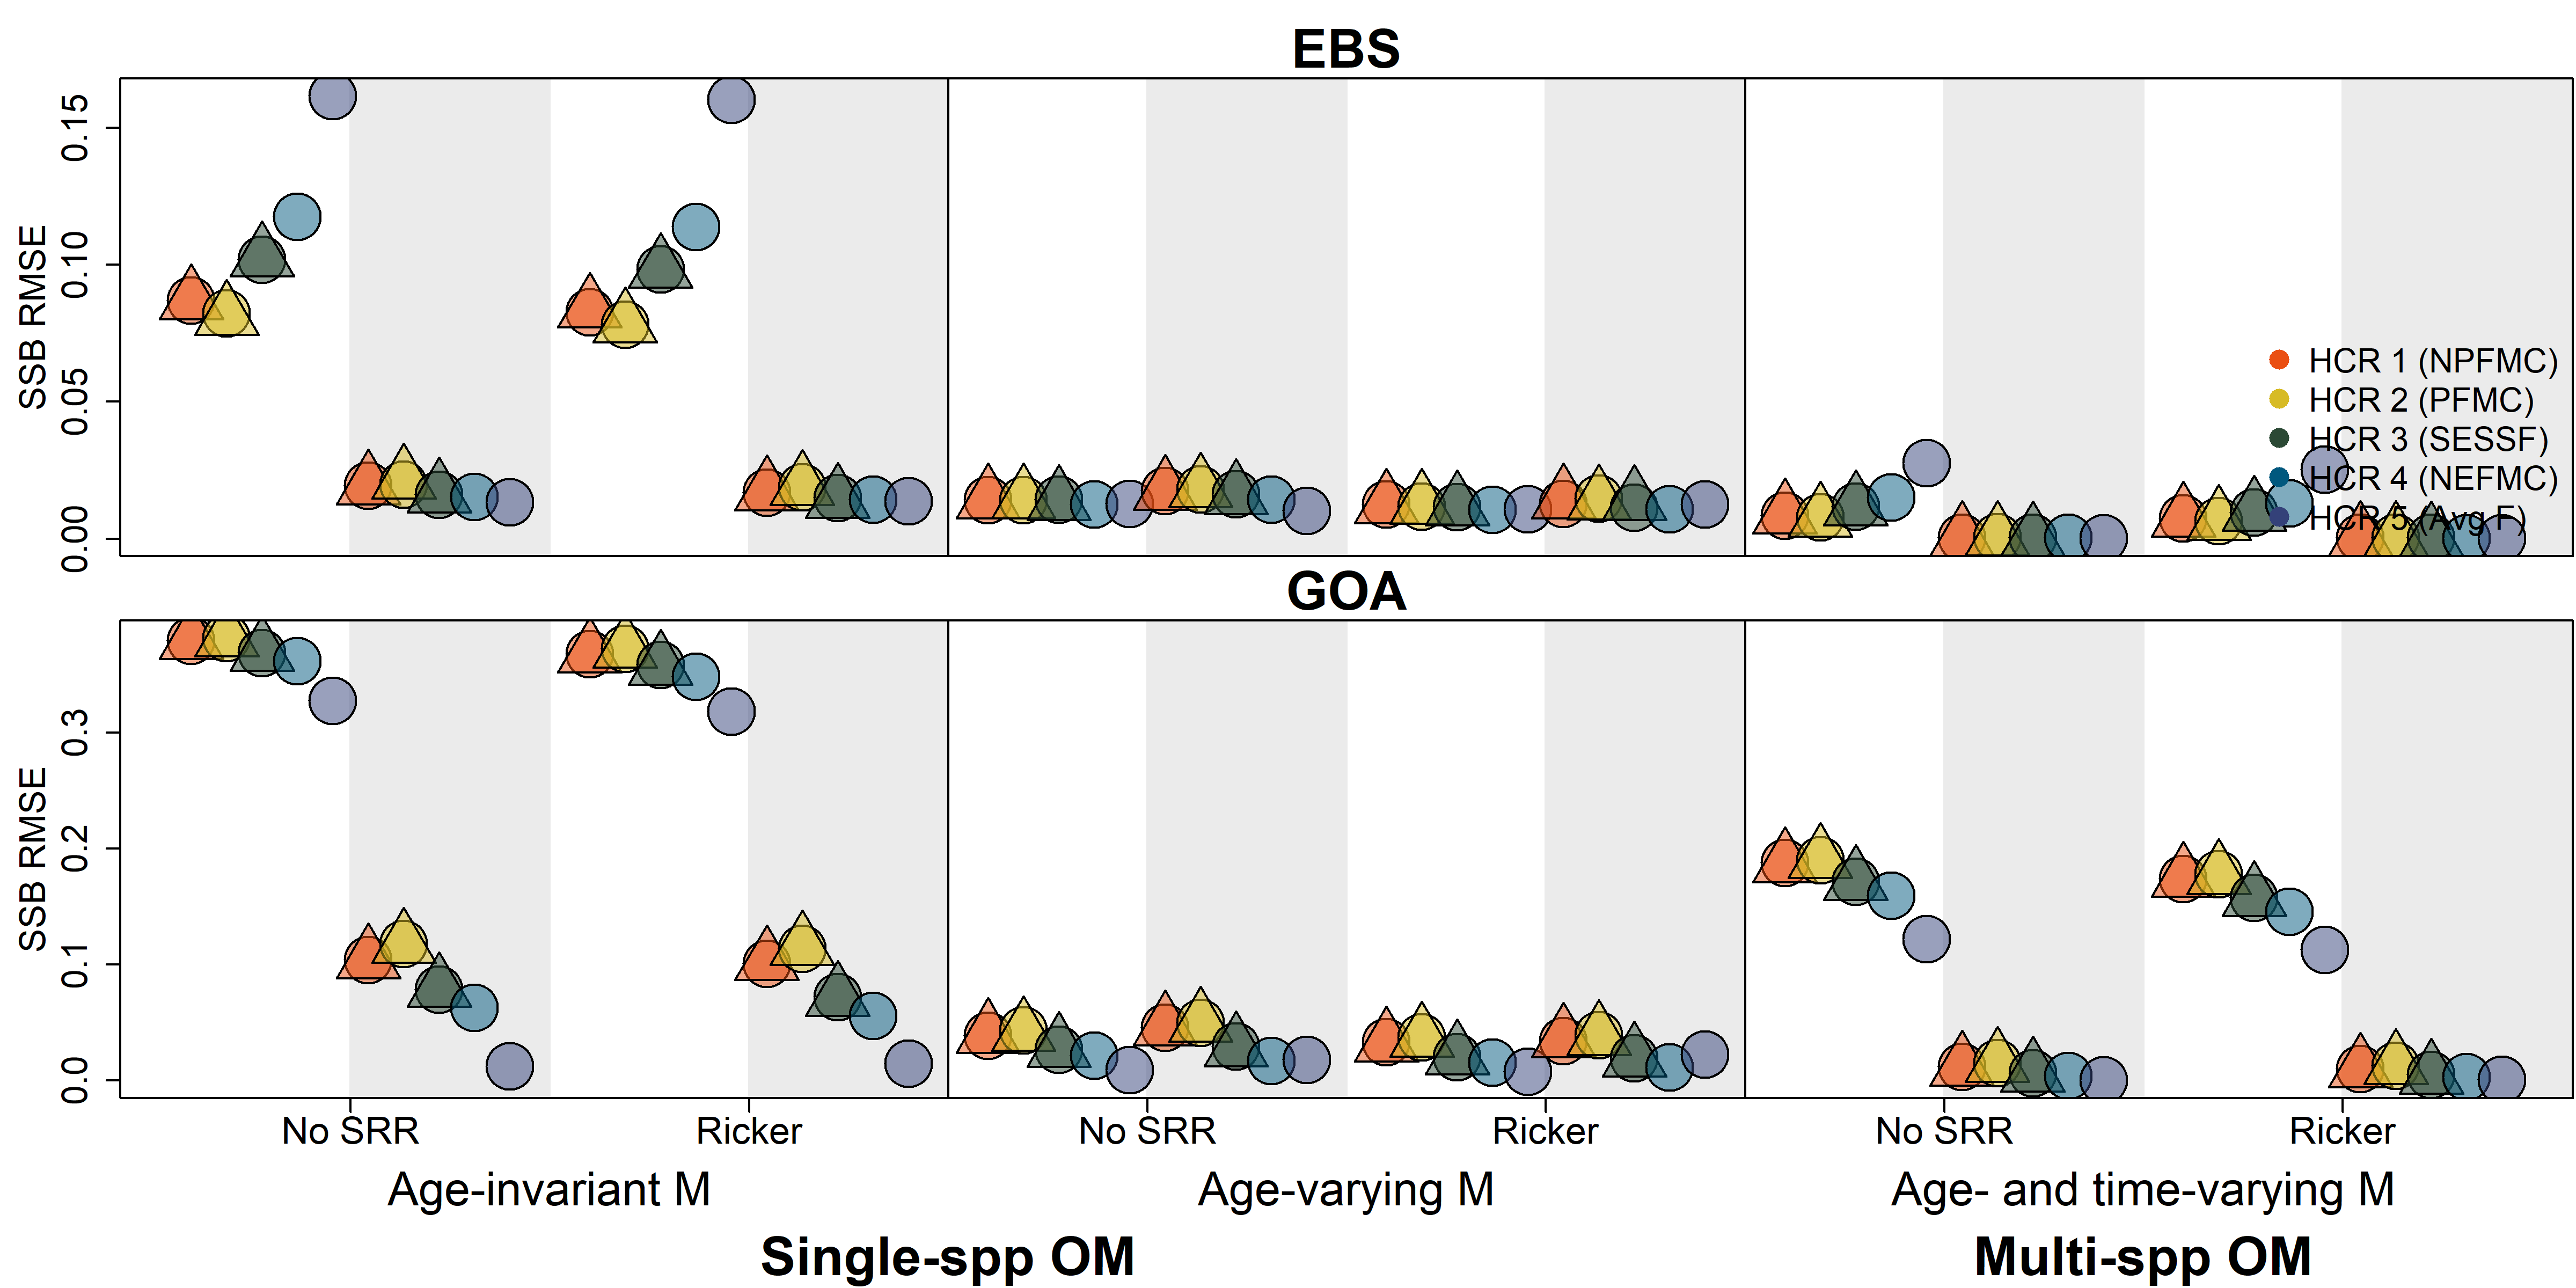 EBS
SSB RMSE
0.15
0.10
0.05
0.00
HCR 1 (NPFMC)
HCR 2 (PFMC)
HCR 3 (SESSF)
HCR 4 (NEFMC)
HCR 5 (Avg F)
GOA
SSB RMSE
0.3
0.2
0.1
0.0
No SRR Ricker No SRR Ricker No SRR Ricker
Age-invariant M Age-varying M Age- and time-varying M
Single-spp OM Multi-spp OM